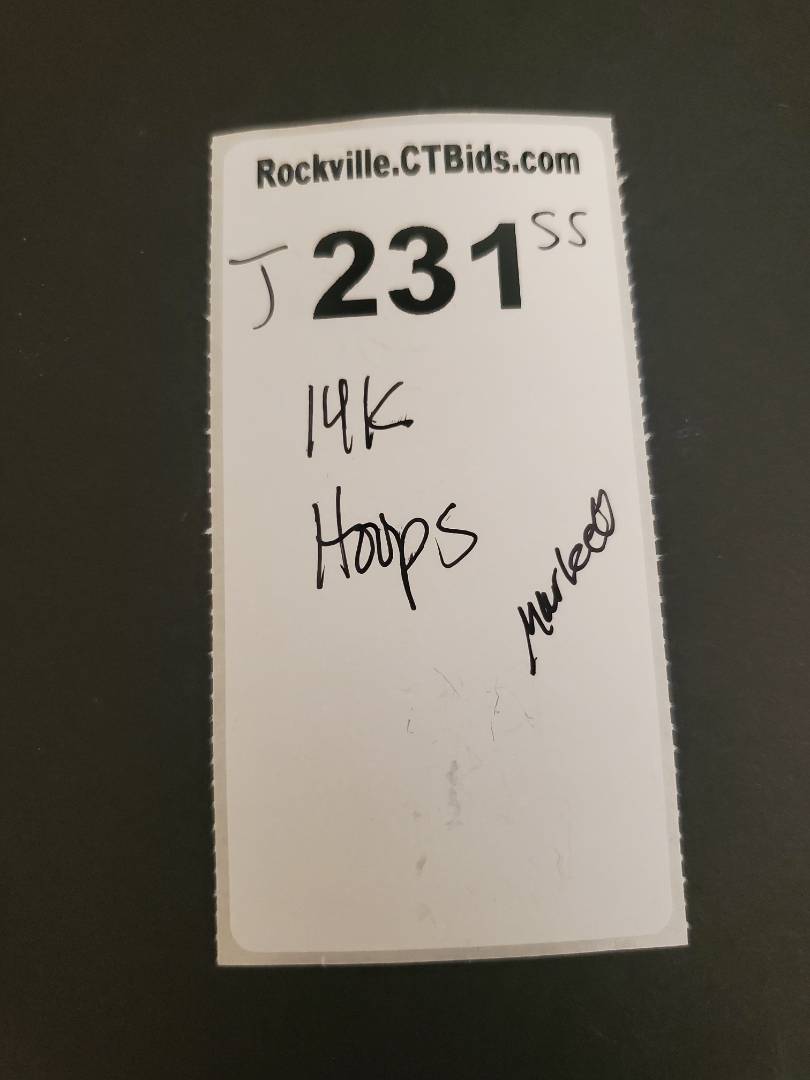 Rockville.CTBids.com
J 231 SS
14K
Hoops
Marked